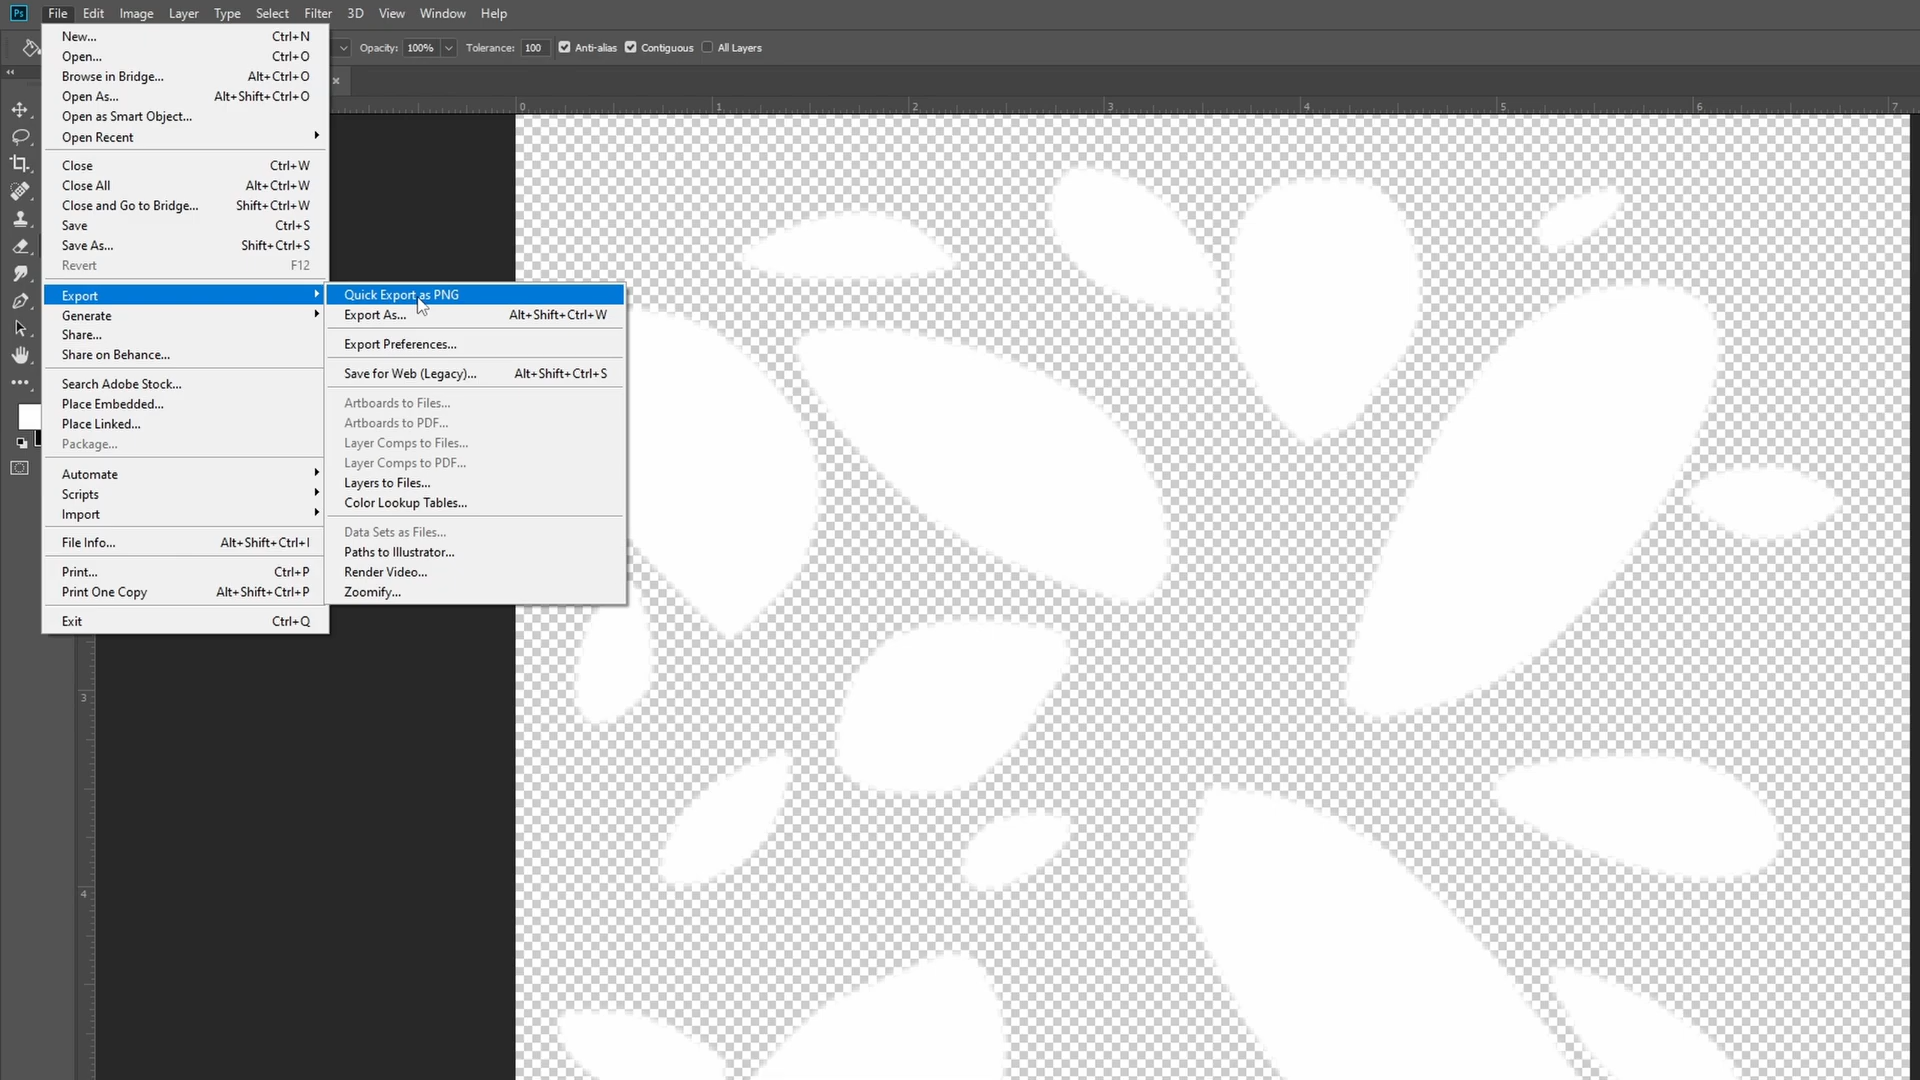 Ps File Edit Image Layer Type Select Filter 3D View Window Help
Opacity: 100% Tolerance: 100 Anti-alias Contiguous All Layers
New... Ctrl+N
Open... Ctrl+O
Browse in Bridge... Alt+Ctrl+O
Open As... Alt+Shift+Ctrl+O
Open as Smart Object...
Open Recent
Close Ctrl+W
Close All Alt+Ctrl+W
Close and Go to Bridge... Shift+Ctrl+W
Save Ctrl+S
Save As... Shift+Ctrl+S
Revert F12
Export
Generate
Share...
Share on Behance...
Search Adobe Stock...
Place Embedded...
Place Linked...
Package...
Automate
Scripts
Import
File Info... Alt+Shift+Ctrl+I
Print... Ctrl+P
Print One Copy Alt+Shift+Ctrl+P
Exit Ctrl+Q
Quick Export as PNG
Export As... Alt+Shift+Ctrl+W
Export Preferences...
Save for Web (Legacy)... Alt+Shift+Ctrl+S
Artboards to Files...
Artboards to PDF...
Layer Comps to Files...
Layer Comps to PDF...
Layers to Files...
Color Lookup Tables...
Data Sets as Files...
Paths to Illustrator...
Render Video...
Zoomify...
0 1 2 3 4 5 6 7
3
4